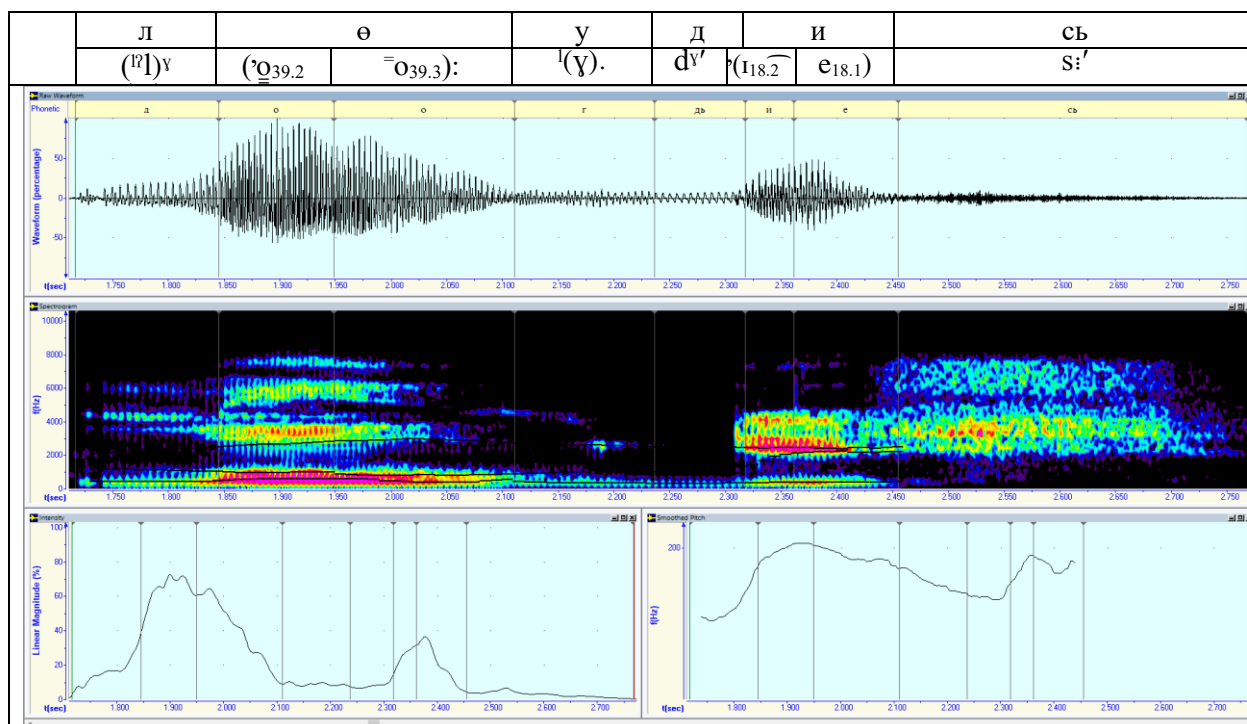 л ө у д и сь
(ˡˀl)ˠ (ʼo̳39.2 ⁼o39.3): ˡ(ɣ). dˠ′ ʼ(ɪ18.2 e18.1) sː′
Raw Waveform
Phonetic л о о г дь и е сь
Waveform (percentage)
50
0
-50
t(sec) 1.750 1.800 1.850 1.900 1.950 2.000 2.050 2.100 2.150 2.200 2.250 2.300 2.350 2.400 2.450 2.500 2.550 2.600 2.650 2.700 2.750
Spectrogram
f(Hz)
10000
8000
6000
4000
2000
0
t(sec) 1.750 1.800 1.850 1.900 1.950 2.000 2.050 2.100 2.150 2.200 2.250 2.300 2.350 2.400 2.450 2.500 2.550 2.600 2.650 2.700 2.750
Intensity
Linear Magnitude (%)
100
80
60
40
20
0
t(sec) 1.800 1.900 2.000 2.100 2.200 2.300 2.400 2.500 2.600 2.700
Smoothed Pitch
f(Hz)
200
t(sec) 1.800 1.900 2.000 2.100 2.200 2.300 2.400 2.500 2.600 2.700